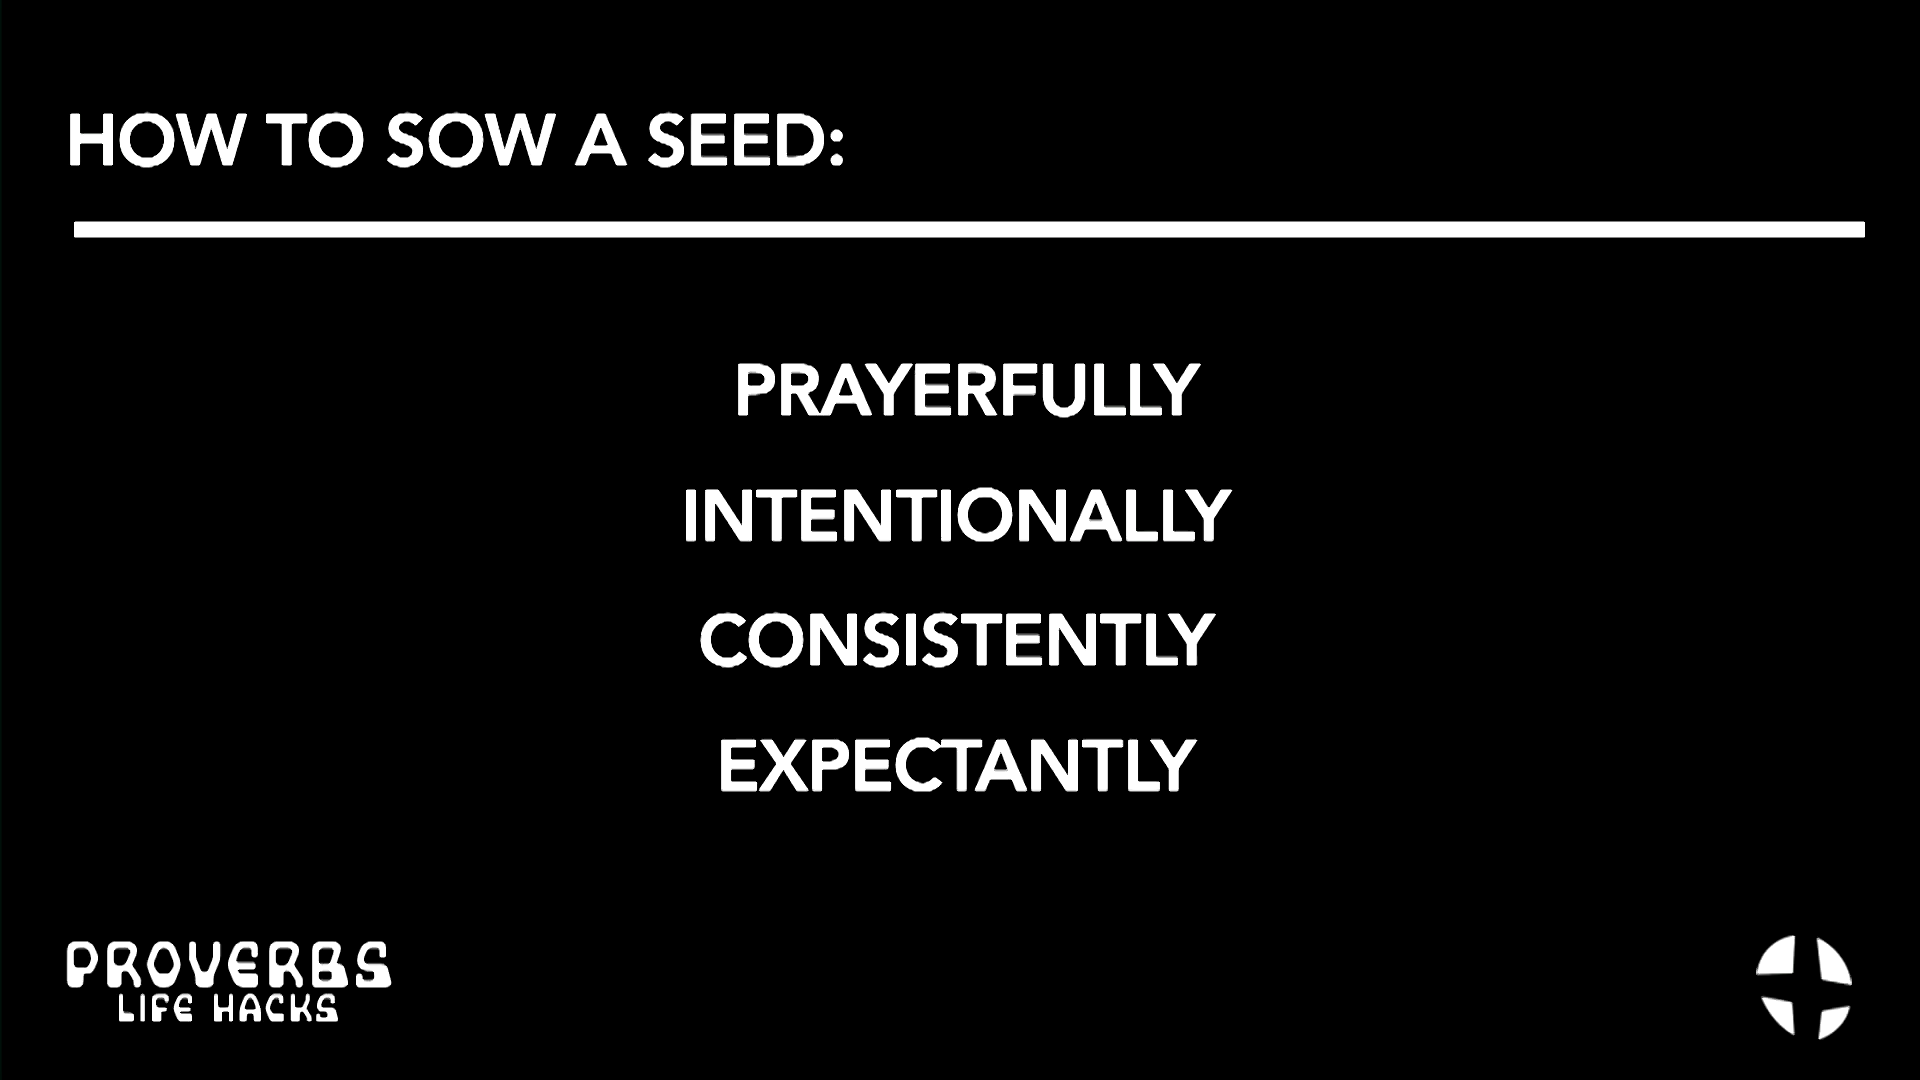 HOW TO SOW A SEED:
PRAYERFULLY
INTENTIONALLY
CONSISTENTLY
EXPECTANTLY
PROVERBS
LIFE HACKS